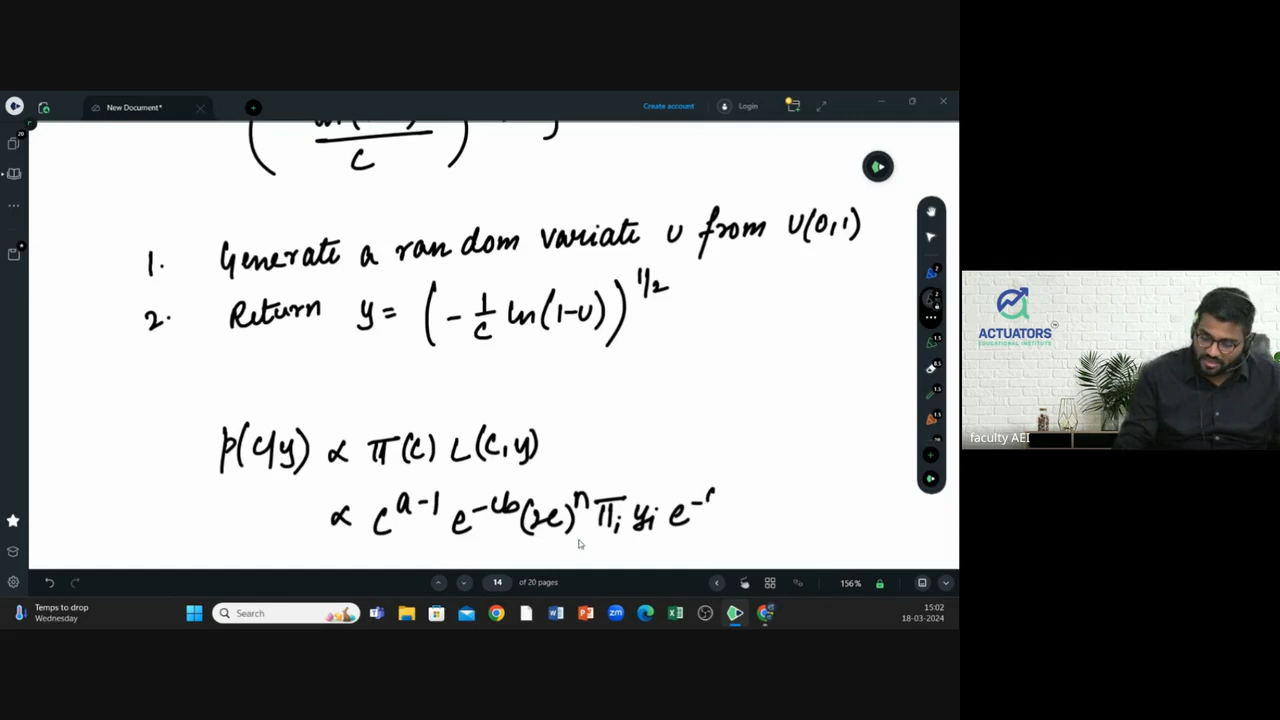 New Document*
Create account
Login
c
1. Generate a random variate u from U(0,1)
2. Return y = (-1/c ln(1-u))^1/2
p(c|y) ∝ π(c) L(c,y)
∝ c^a-1 e^-cb (2c)^n π_i y_i e^-c
ACTUATORS
EDUCATIONAL INSTITUTE
faculty AEI
14 of 20 pages
156%
Temps to drop
Wednesday
Search
15:02
18-03-2024